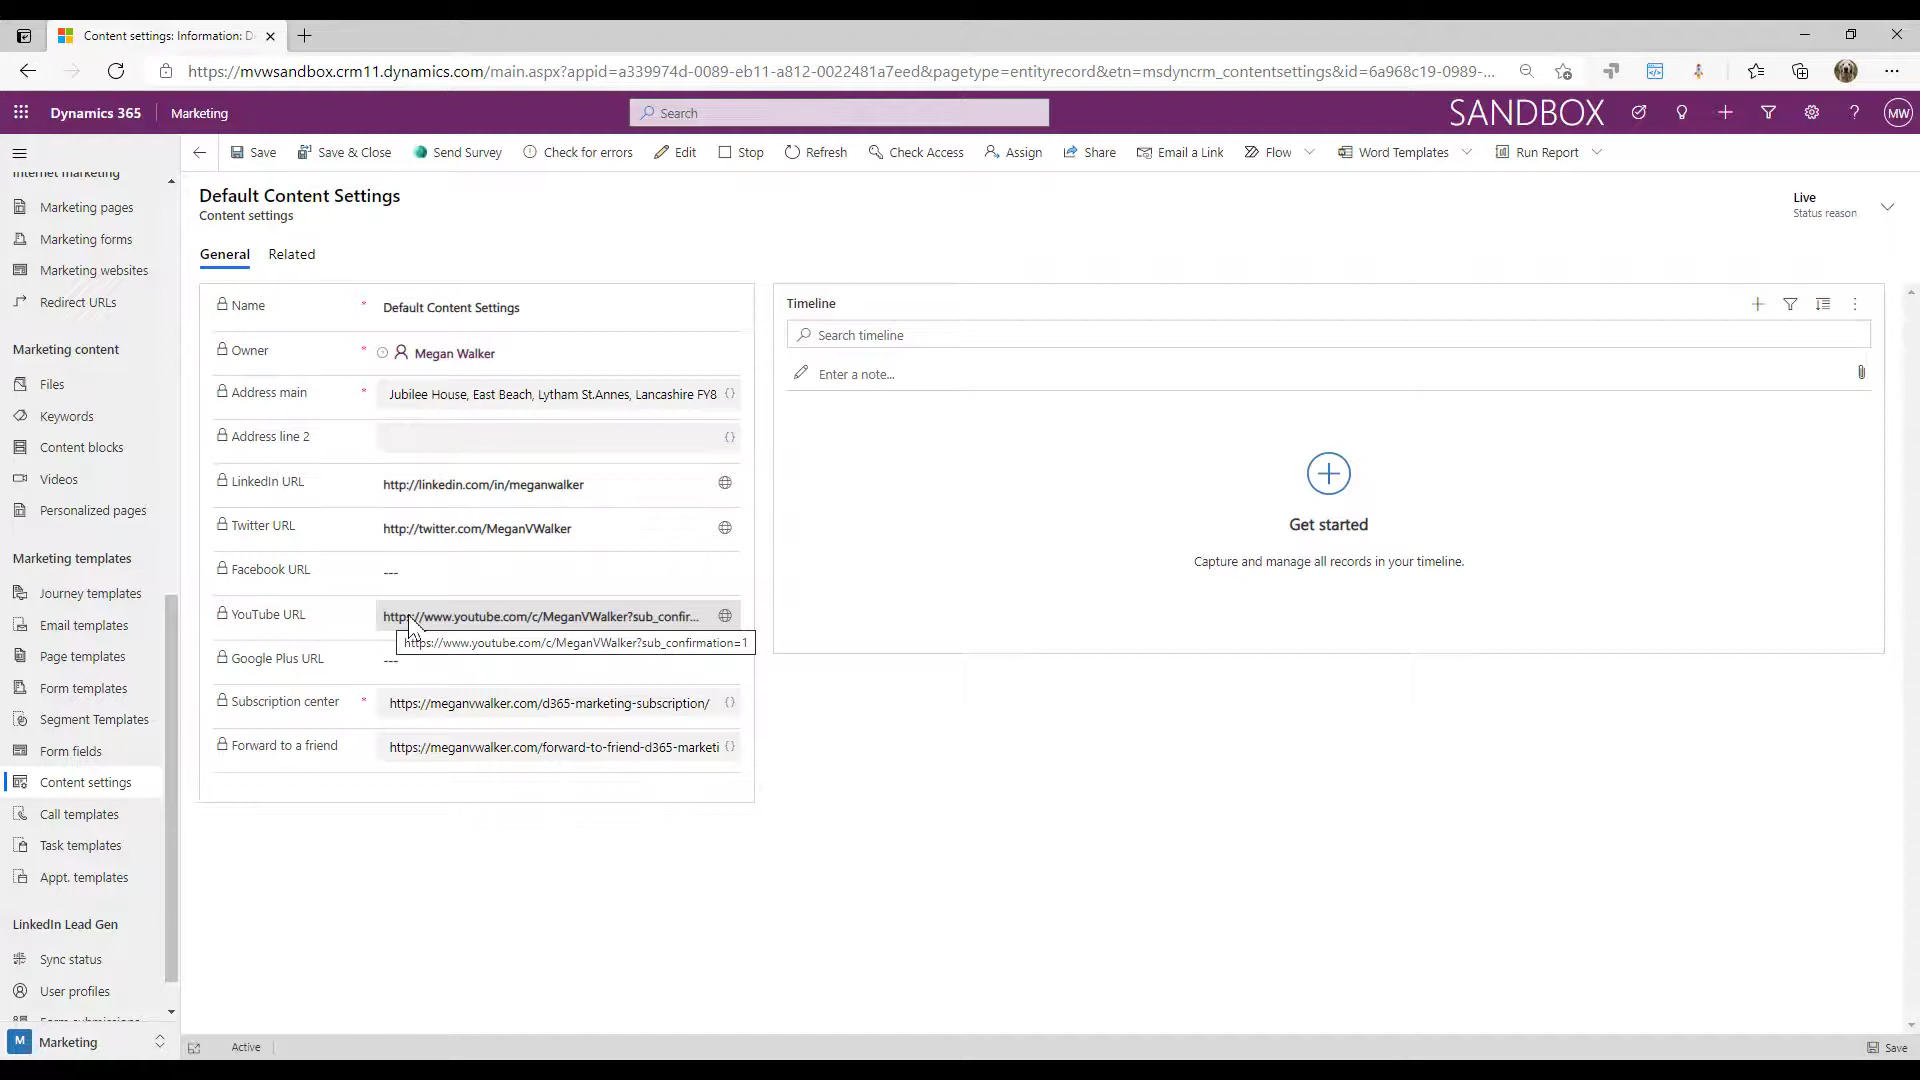 Content settings: Information: D
https://mvwsandbox.crm11.dynamics.com/main.aspx?appid=a339974d-0089-eb11-a812-0022481a7eed&pagetype=entityrecord&etn=msdyncrm_contentsettings&id=6a968c19-0989-...
Dynamics 365
Marketing
Search
SANDBOX
MW
Save
Save & Close
Send Survey
Check for errors
Edit
Stop
Refresh
Check Access
Assign
Share
Email a Link
Flow
Word Templates
Run Report
Internet marketing
Marketing pages
Marketing forms
Marketing websites
Redirect URLs
Marketing content
Files
Keywords
Content blocks
Videos
Personalized pages
Marketing templates
Journey templates
Email templates
Page templates
Form templates
Segment Templates
Form fields
Content settings
Call templates
Task templates
Appt. templates
LinkedIn Lead Gen
Sync status
User profiles
Form submissions
M Marketing
Default Content Settings
Content settings
Live
Status reason
General
Related
Name * Default Content Settings
Owner * Megan Walker
Address main * Jubilee House, East Beach, Lytham St.Annes, Lancashire FY8 {}
Address line 2 {}
LinkedIn URL http://linkedin.com/in/meganwalker
Twitter URL http://twitter.com/MeganVWalker
Facebook URL ---
YouTube URL https://www.youtube.com/c/MeganVWalker?sub_confir...
https://www.youtube.com/c/MeganVWalker?sub_confirmation=1
Google Plus URL ---
Subscription center * https://meganvwalker.com/d365-marketing-subscription/ {}
Forward to a friend https://meganvwalker.com/forward-to-friend-d365-marketi {}
Timeline
Search timeline
Enter a note...
Get started
Capture and manage all records in your timeline.
Active
Save